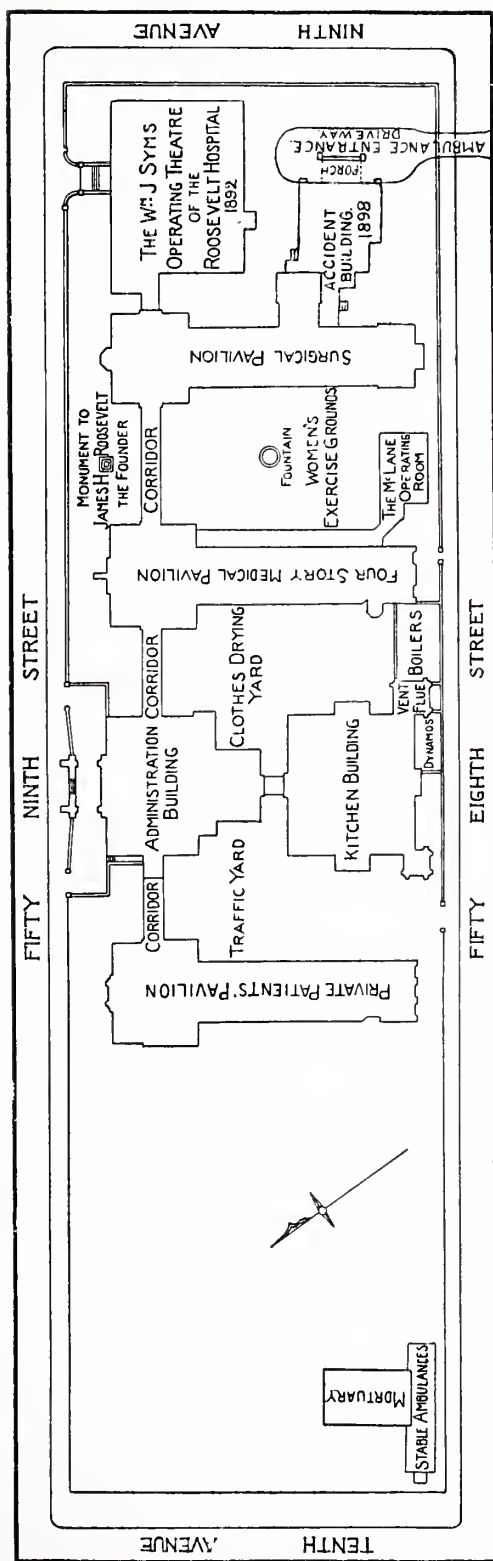 NINTH AVENUE
FIFTY NINTH STREET
THE WM J SYMS
OPERATING THEATRE
OF THE
ROOSEVELT HOSPITAL
1892
AMBULANCE ENTRANCE.
DRIVEWAY.
PORCH
ACCIDENT
BUILDING.
1898
SURGICAL PAVILION
MONUMENT TO
JAMES H ROOSEVELT
THE FOUNDER
CORRIDOR
FOUNTAIN
WOMEN'S
EXERCISE GROUNDS
THE MCLANE
OPERATING
ROOM
FOUR STORY MEDICAL PAVILION
CORRIDOR
CLOTHES DRYING
YARD
BOILERS
VENT
FLUE
DYNAMOS
ADMINISTRATION
BUILDING
KITCHEN BUILDING
CORRIDOR
TRAFFIC YARD
PRIVATE PATIENTS' PAVILION
MORTUARY
STABLE AMBULANCES
FIFTY EIGHTH STREET
TENTH AVENUE